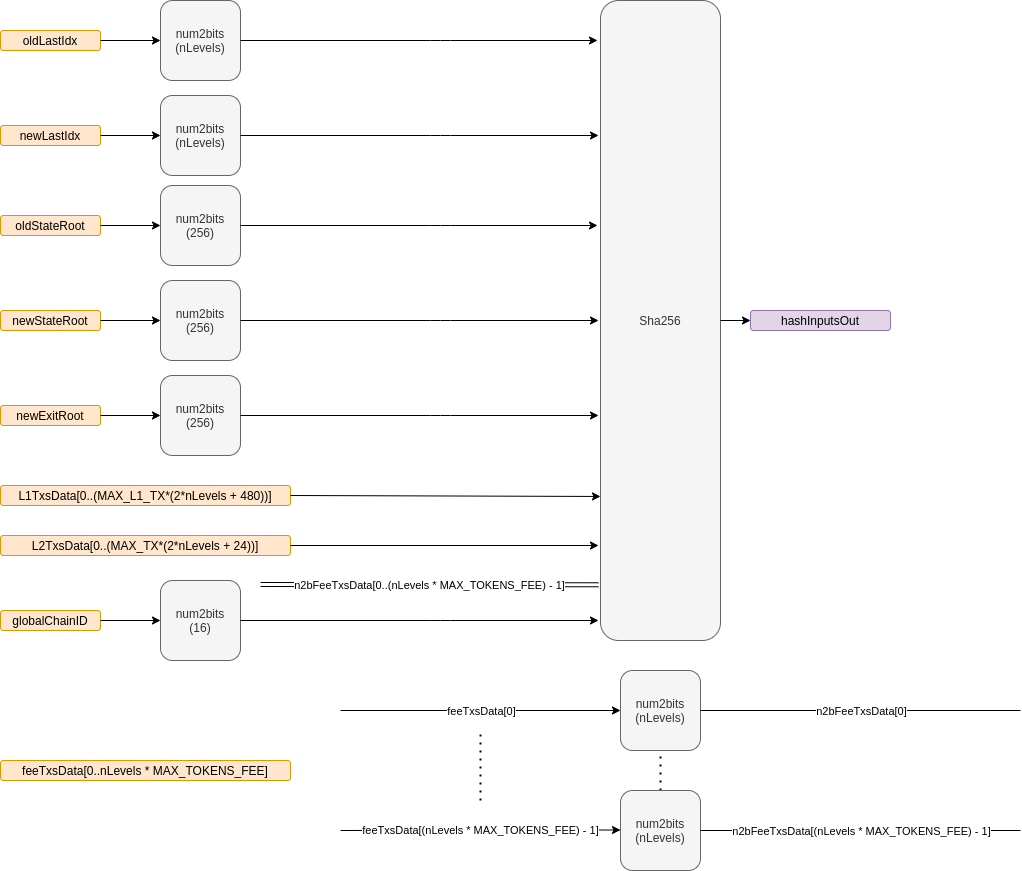 oldLastIdx
num2bits
(nLevels)
newLastIdx
num2bits
(nLevels)
oldStateRoot
num2bits
(256)
newStateRoot
num2bits
(256)
Sha256
hashInputsOut
newExitRoot
num2bits
(256)
L1TxsData[0..(MAX_L1_TX*(2*nLevels + 480))]
L2TxsData[0..(MAX_TX*(2*nLevels + 24))]
n2bFeeTxsData[0..(nLevels * MAX_TOKENS_FEE) - 1]
globalChainID
num2bits
(16)
feeTxsData[0]
num2bits
(nLevels)
n2bFeeTxsData[0]
feeTxsData[0..nLevels * MAX_TOKENS_FEE]
feeTxsData[(nLevels * MAX_TOKENS_FEE) - 1]
num2bits
(nLevels)
n2bFeeTxsData[(nLevels * MAX_TOKENS_FEE) - 1]